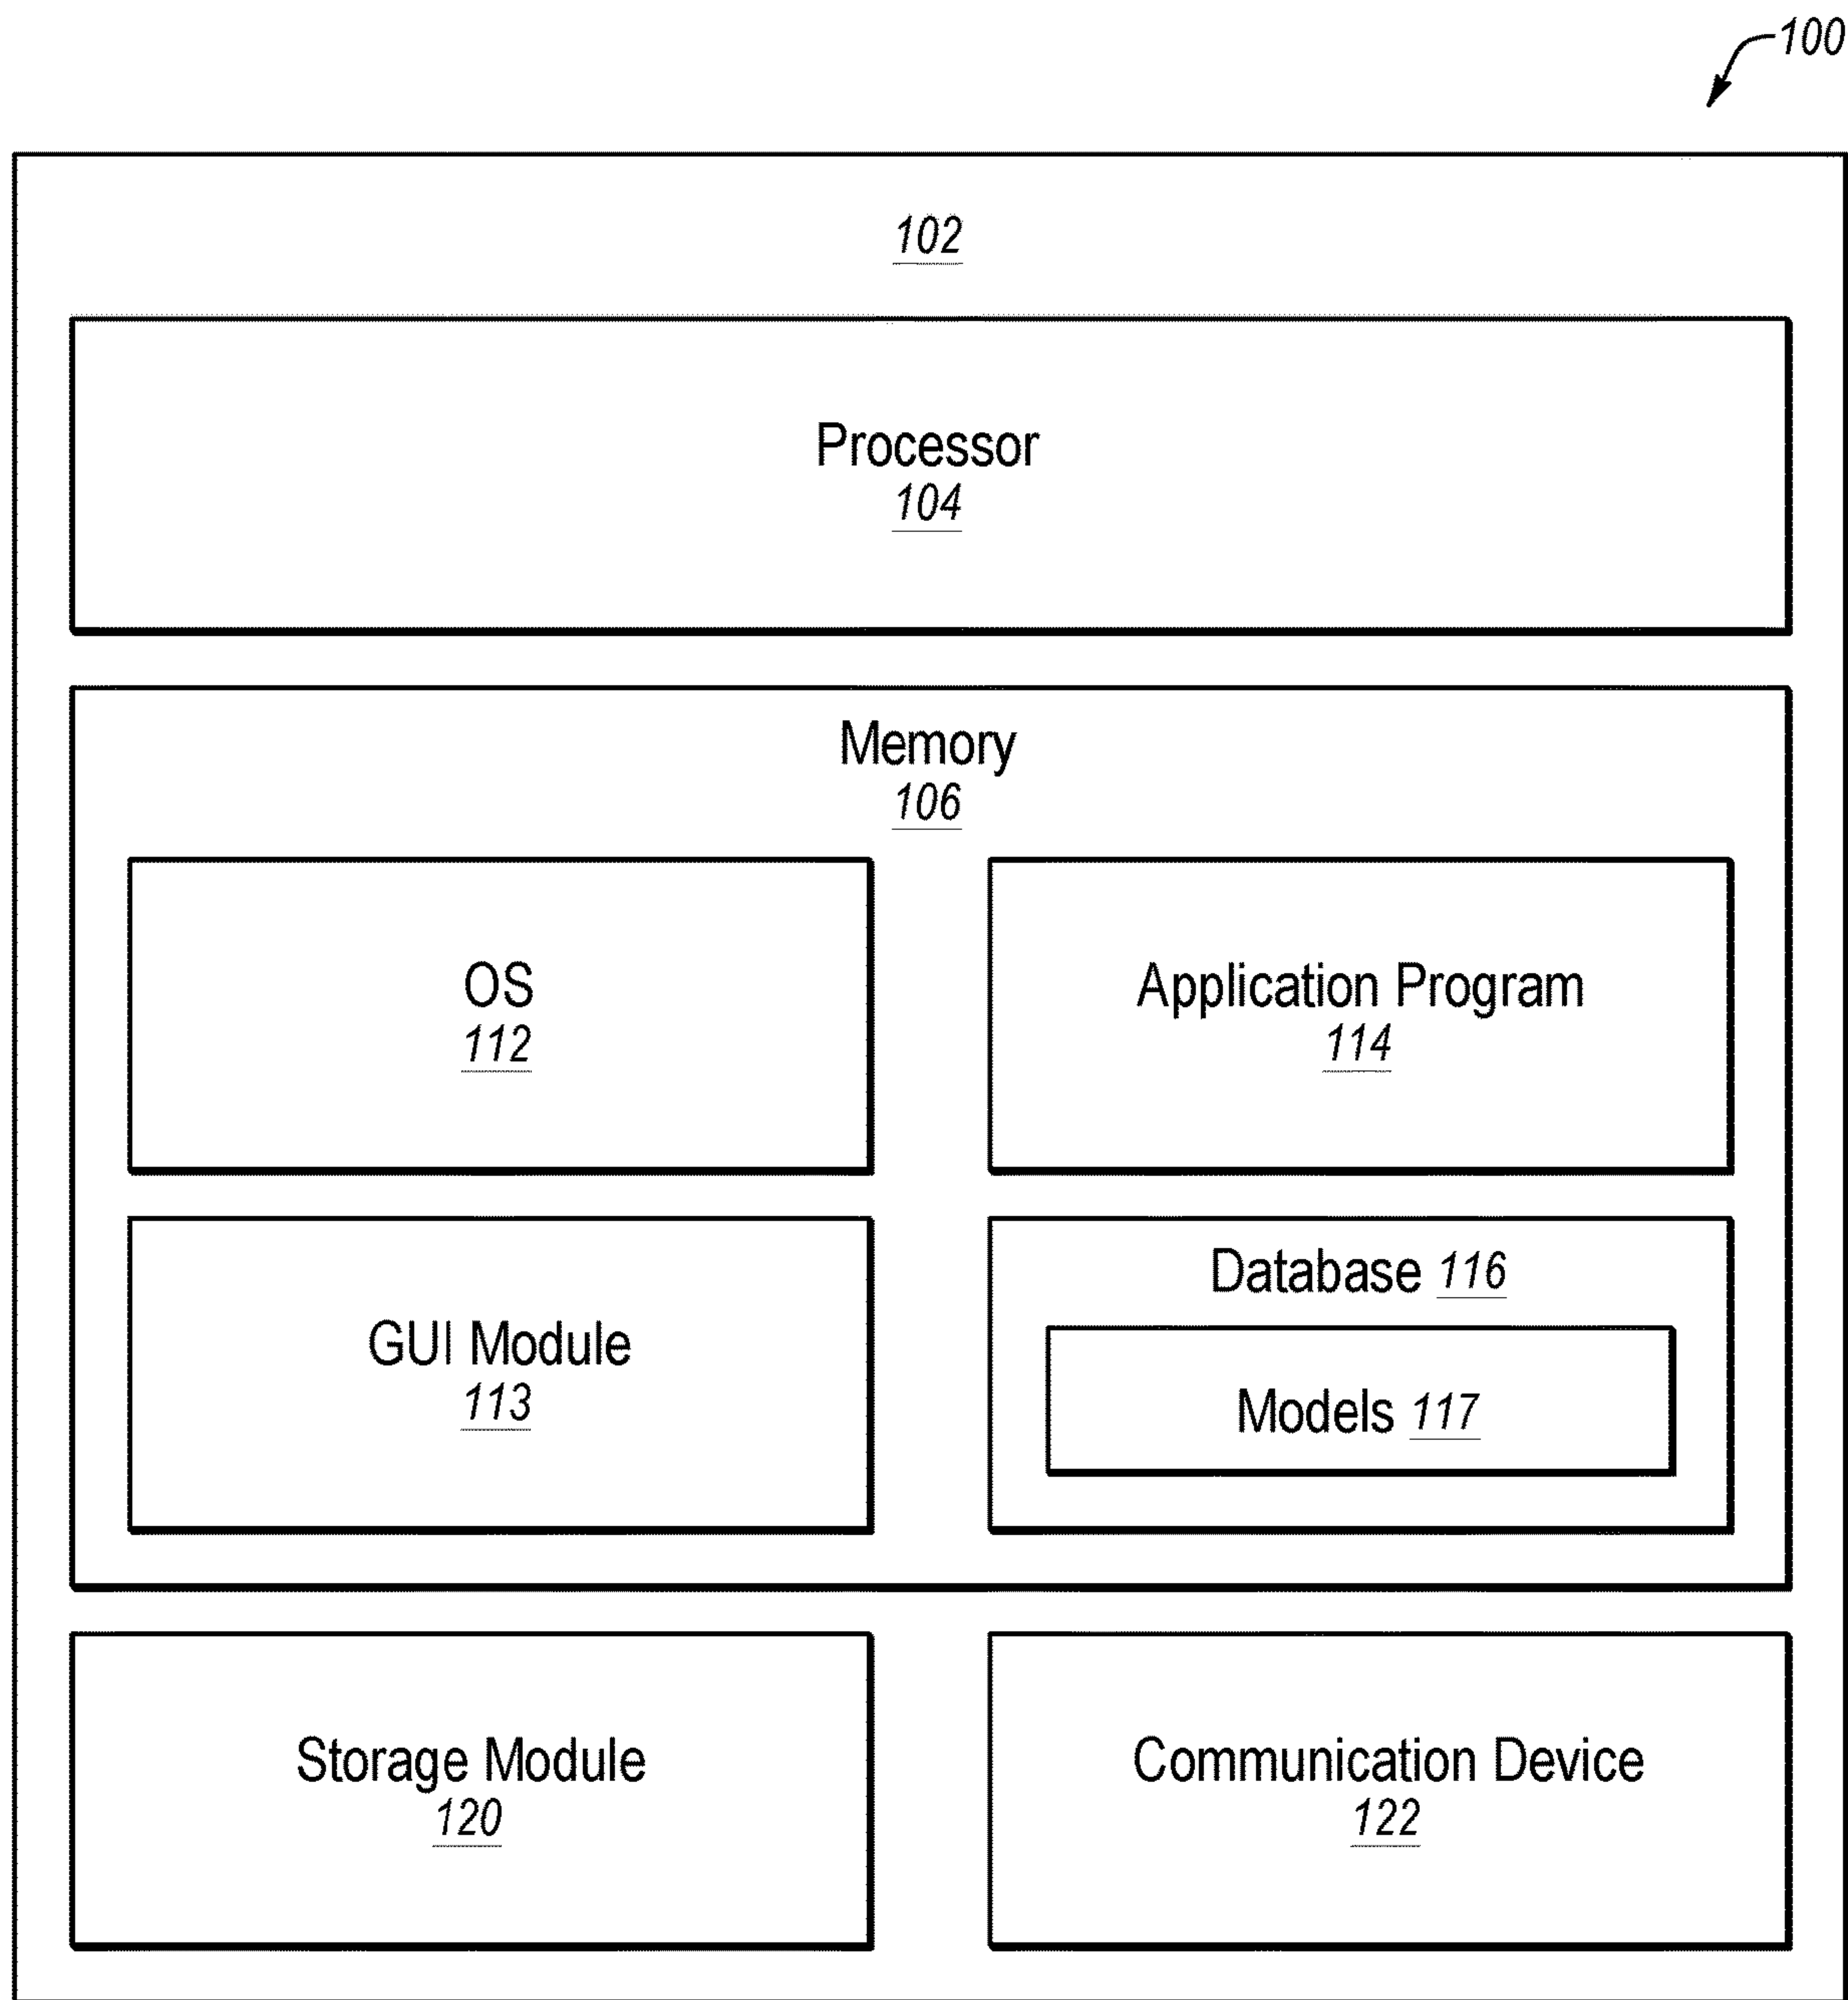 100
102
Processor
104
Memory
106
OS
112
Application Program
114
GUI Module
113
Database 116
Models 117
Storage Module
120
Communication Device
122